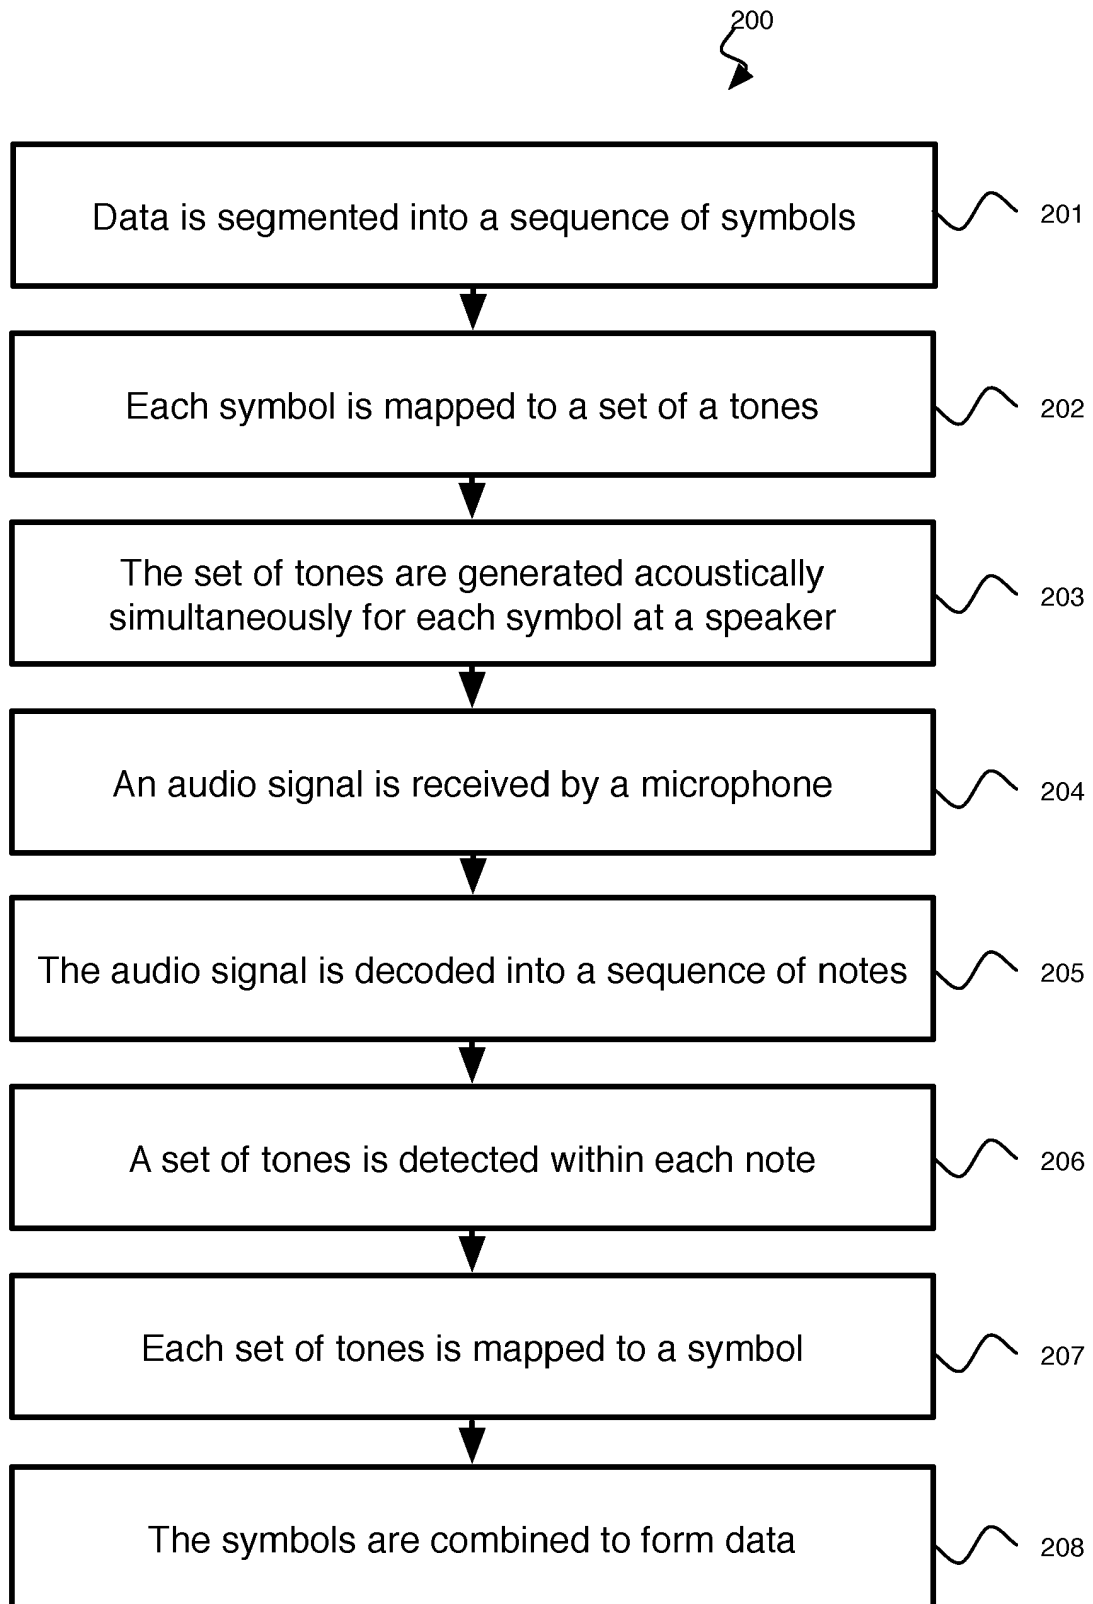 200
Data is segmented into a sequence of symbols
201
Each symbol is mapped to a set of a tones
202
The set of tones are generated acoustically
simultaneously for each symbol at a speaker
203
An audio signal is received by a microphone
204
The audio signal is decoded into a sequence of notes
205
A set of tones is detected within each note
206
Each set of tones is mapped to a symbol
207
The symbols are combined to form data
208